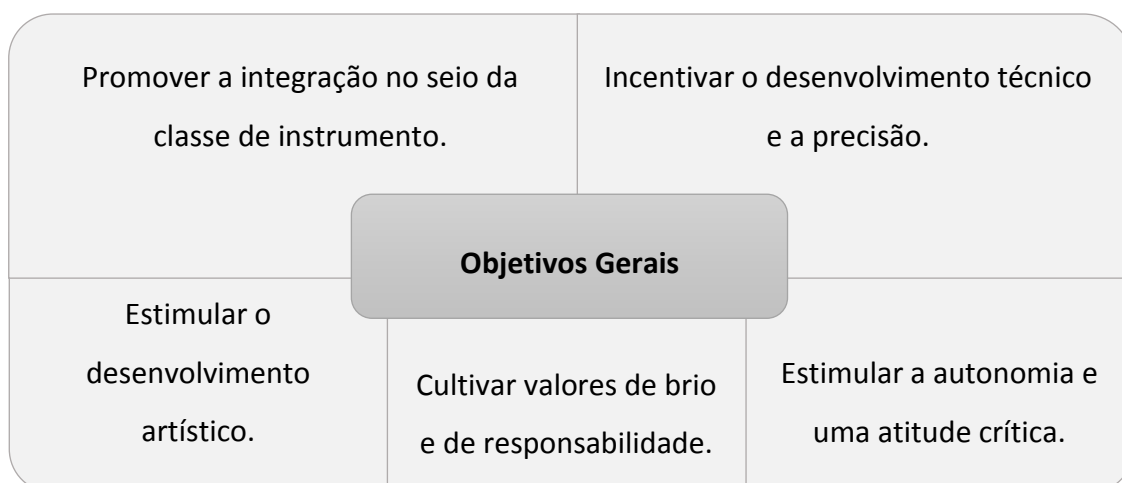 Promover a integração no seio da
classe de instrumento.
Incentivar o desenvolvimento técnico
e a precisão.
Objetivos Gerais
Estimular o
desenvolvimento
artístico.
Cultivar valores de brio
e de responsabilidade.
Estimular a autonomia e
uma atitude crítica.